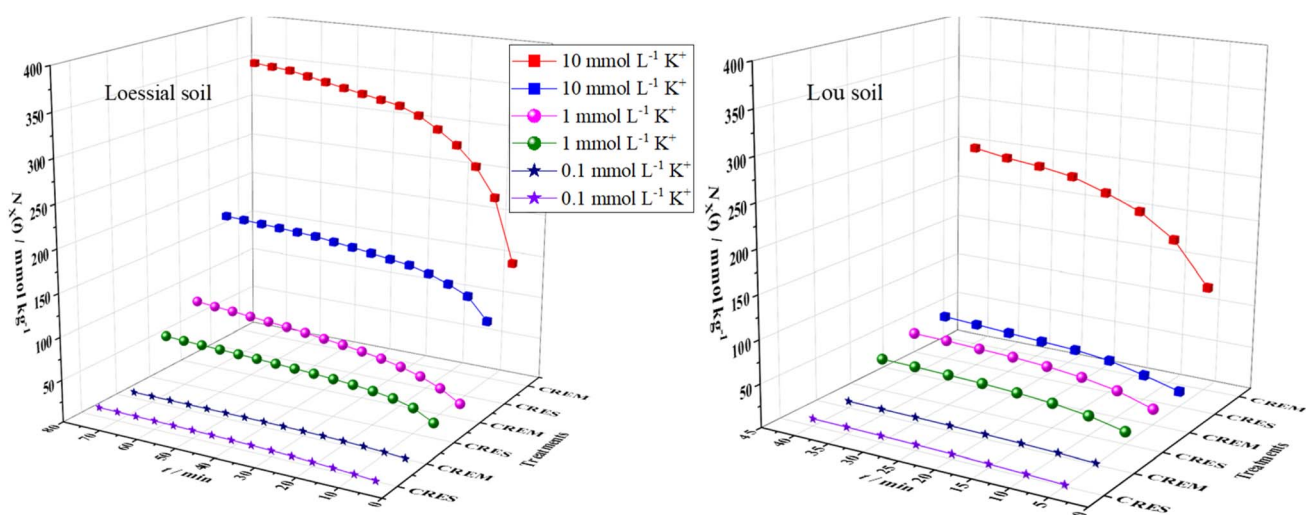 Loessial soil
400
350
300
250
200
150
100
50
N_X(t) / mmol kg⁻¹
80
70
60
50
40
30
20
10
0
t / min
CREM
CRES
CREM
CRES
CREM
CRES
Treatments
10 mmol L⁻¹ K⁺
10 mmol L⁻¹ K⁺
1 mmol L⁻¹ K⁺
1 mmol L⁻¹ K⁺
0.1 mmol L⁻¹ K⁺
0.1 mmol L⁻¹ K⁺
Lou soil
400
350
300
250
200
150
100
50
N_X(t) / mmol kg⁻¹
45
40
35
30
25
20
15
10
5
0
t / min
CREM
CRES
CREM
CRES
CREM
CRES
Treatments